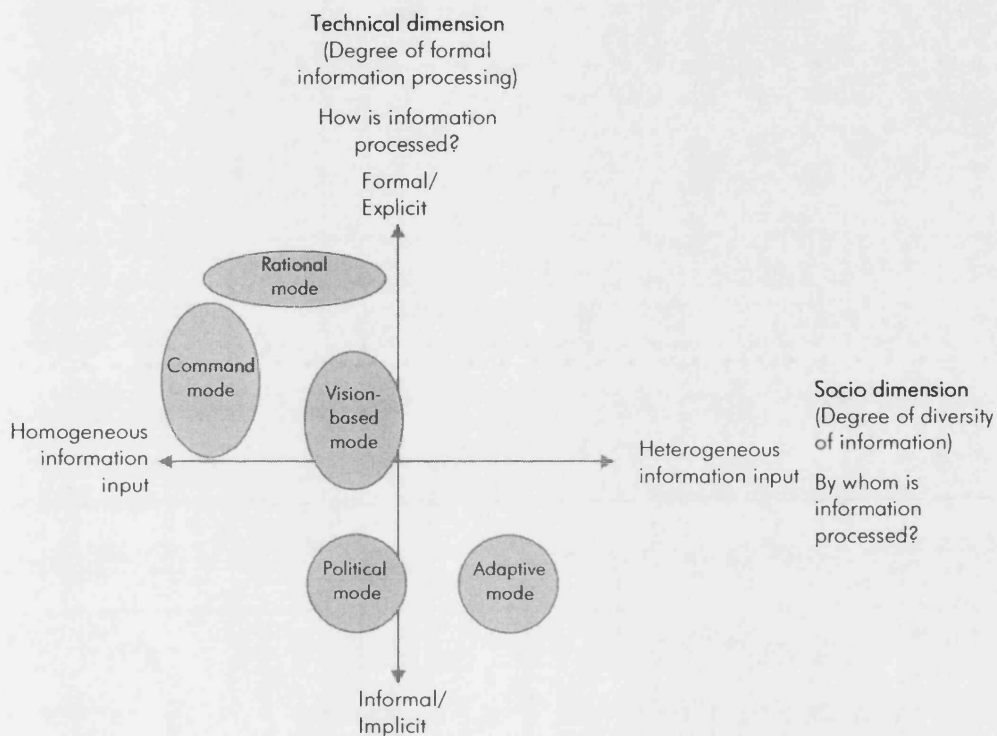 Technical dimension
(Degree of formal
information processing)
How is information
processed?
Formal/
Explicit
Rational
mode
Command
mode
Vision-
based
mode
Homogeneous
information
input
Heterogeneous
information input
Socio dimension
(Degree of diversity
of information)
By whom is
information
processed?
Political
mode
Adaptive
mode
Informal/
Implicit